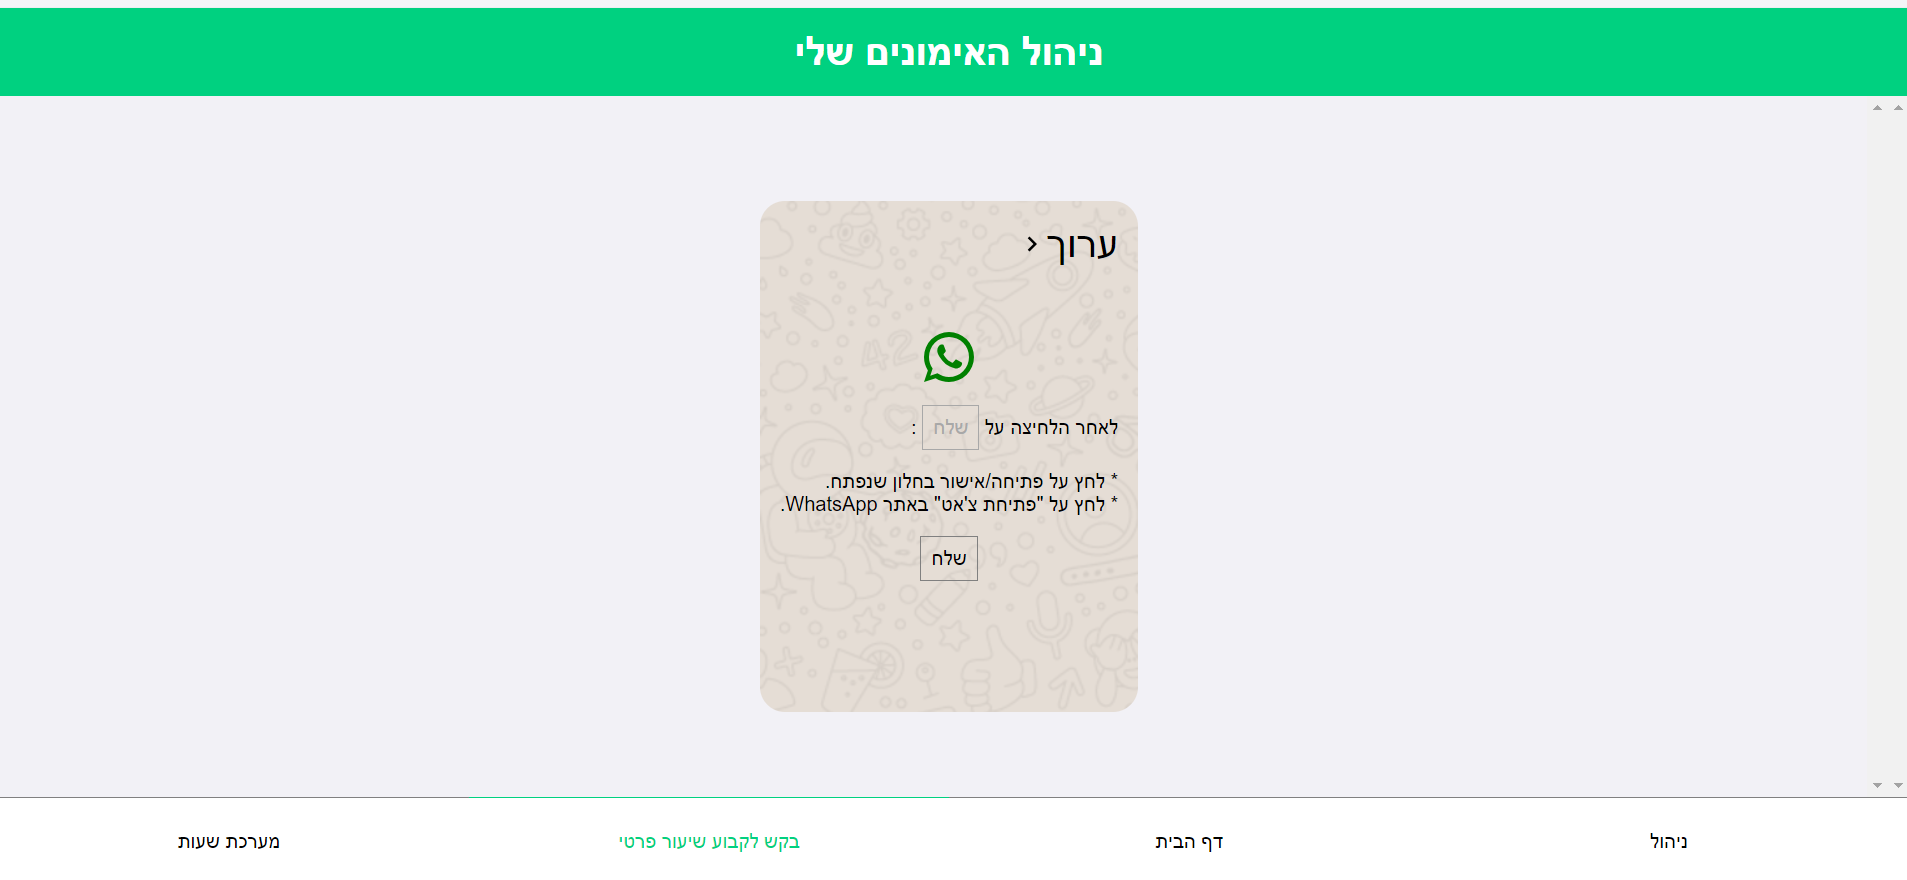 ניהול האימונים שלי
ערוך
לאחר הלחיצה על שלח :
* לחץ על פתיחה/אישור בחלון שנפתח.
* לחץ על "פתיחת צ'אט" באתר WhatsApp.
שלח
ניהול
דף הבית
בקש לקבוע שיעור פרטי
מערכת שעות